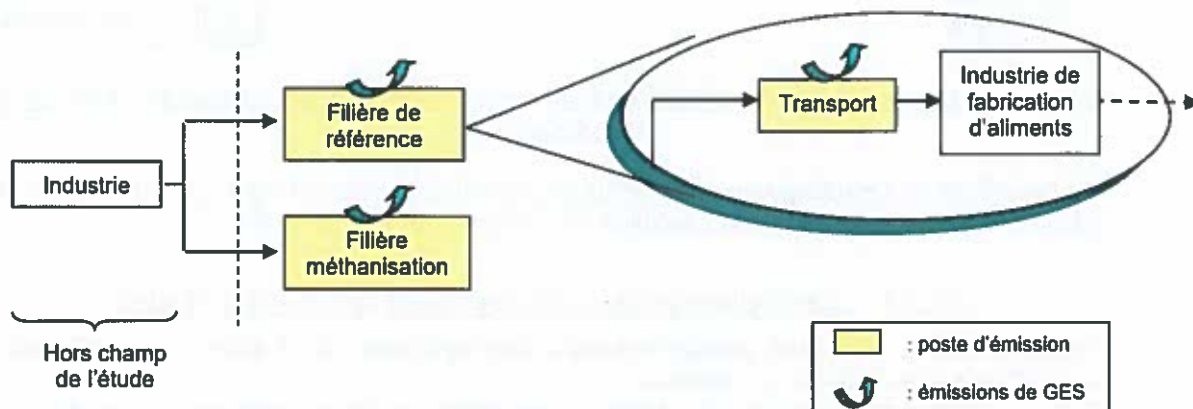 Industrie
Hors champ
de l'étude
Filière de
référence
Filière
méthanisation
Transport
Industrie de
fabrication
d'aliments
: poste d'émission
: émissions de GES